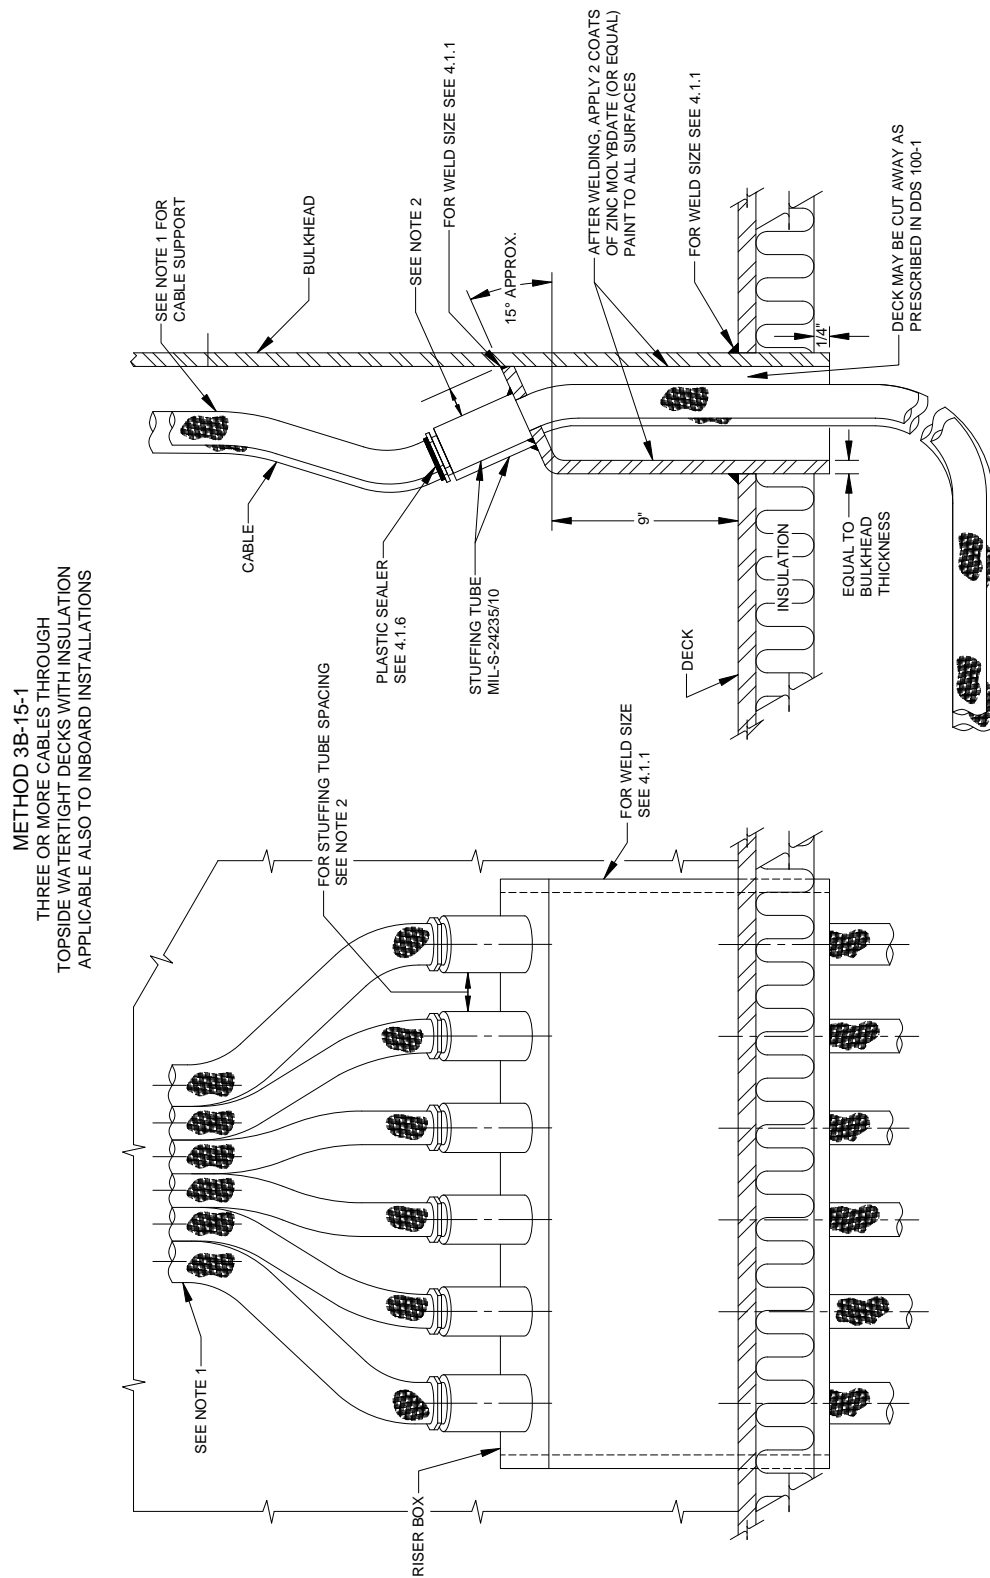 METHOD 3B-15-1
THREE OR MORE CABLES THROUGH
TOPSIDE WATERTIGHT DECKS WITH INSULATION
APPLICABLE ALSO TO INBOARD INSTALLATIONS
SEE NOTE 1
RISER BOX
FOR STUFFING TUBE SPACING
SEE NOTE 2
FOR WELD SIZE
SEE 4.1.1
SEE NOTE 1 FOR
CABLE SUPPORT
BULKHEAD
CABLE
SEE NOTE 2
FOR WELD SIZE SEE 4.1.1
PLASTIC SEALER
SEE 4.1.6
15° APPROX.
STUFFING TUBE
MIL-S-24235/10
AFTER WELDING, APPLY 2 COATS
OF ZINC MOLYBDATE (OR EQUAL)
PAINT TO ALL SURFACES
9"
FOR WELD SIZE SEE 4.1.1
DECK
INSULATION
1/4"
EQUAL TO
BULKHEAD
THICKNESS
DECK MAY BE CUT AWAY AS
PRESCRIBED IN DDS 100-1